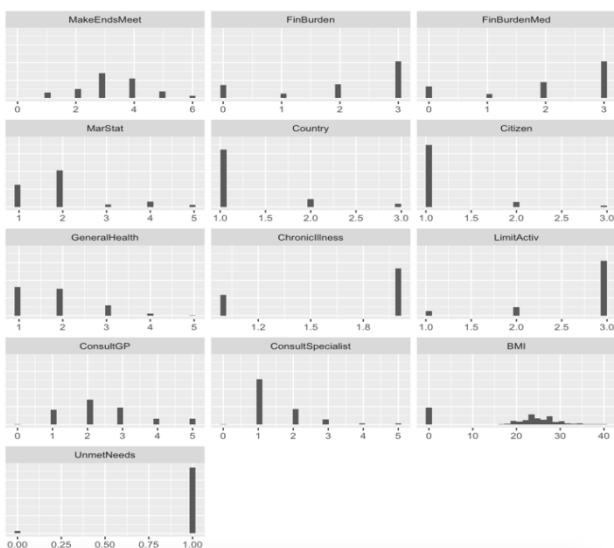 MakeEndsMeet FinBurden FinBurdenMed
0 2 4 6 0 1 2 3 0 1 2 3
MarStat Country Citizen
1 2 3 4 5 1.0 1.5 2.0 2.5 3.0 1.0 1.5 2.0 2.5 3.0
GeneralHealth ChronicIllness LimitActiv
1 2 3 4 5 1.2 1.5 1.8 1.0 1.5 2.0 2.5 3.0
ConsultGP ConsultSpecialist BMI
0 1 2 3 4 5 0 1 2 3 4 5 0 10 20 30 40
UnmetNeeds
0.00 0.25 0.50 0.75 1.00